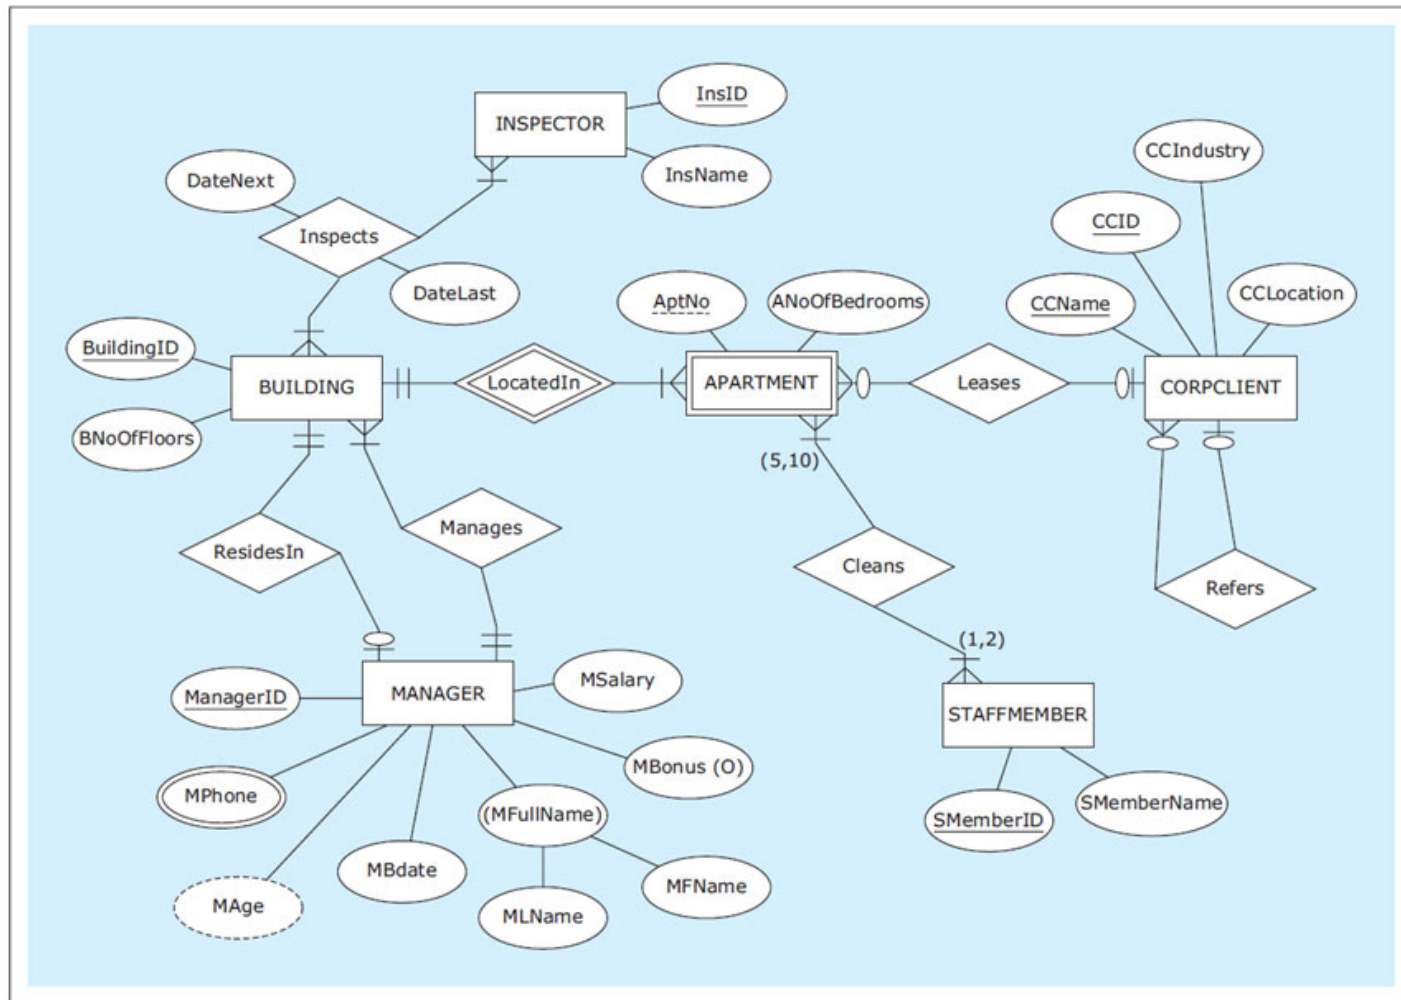 InsID
INSPECTOR
CCIndustry
InsName
DateNext
CCID
Inspects
DateLast
AptNo
ANoOfBedrooms
CCName
CCLocation
BuildingID
BUILDING
LocatedIn
APARTMENT
Leases
CORPCLIENT
BNoOfFloors
(5,10)
Manages
ResidesIn
Cleans
Refers
(1,2)
MSalary
ManagerID
MANAGER
STAFFMEMBER
MBonus (O)
MPhone
(MFullName)
SMemberID
SMemberName
MBdate
MFName
MAge
MLName